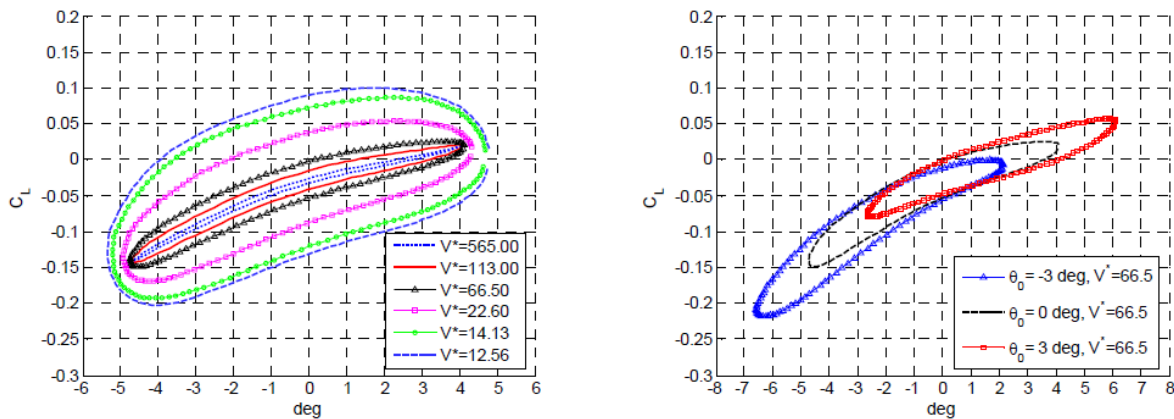 0.2
0.15
0.1
0.05
0
-0.05
-0.1
-0.15
-0.2
-0.25
-0.3
C_L
-6 -5 -4 -3 -2 -1 0 1 2 3 4 5 6
deg
V*=565.00
V*=113.00
V*=66.50
V*=22.60
V*=14.13
V*=12.56
0.2
0.15
0.1
0.05
0
-0.05
-0.1
-0.15
-0.2
-0.25
-0.3
C_L
-8 -7 -6 -5 -4 -3 -2 -1 0 1 2 3 4 5 6 7 8
deg
θ₀= -3 deg, V*=66.5
θ₀= 0 deg, V*=66.5
θ₀= 3 deg, V*=66.5